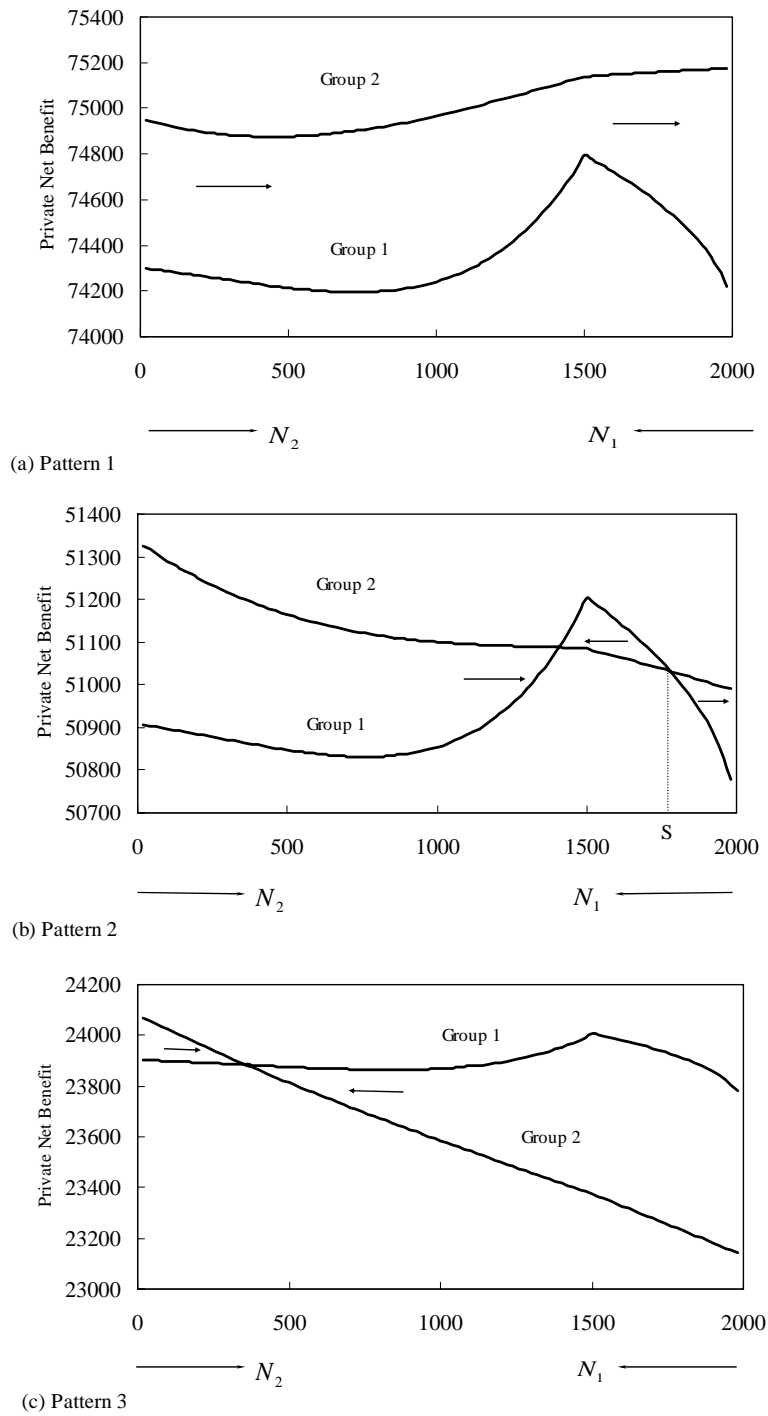 75400
75200
75000
74800
74600
74400
74200
74000
Private Net Benefit
Group 2
Group 1
0 500 1000 1500 2000
N2 N1
(a) Pattern 1
51400
51300
51200
51100
51000
50900
50800
50700
Private Net Benefit
Group 2
Group 1
S
0 500 1000 1500 2000
N2 N1
(b) Pattern 2
24200
24000
23800
23600
23400
23200
23000
Private Net Benefit
Group 1
Group 2
0 500 1000 1500 2000
N2 N1
(c) Pattern 3